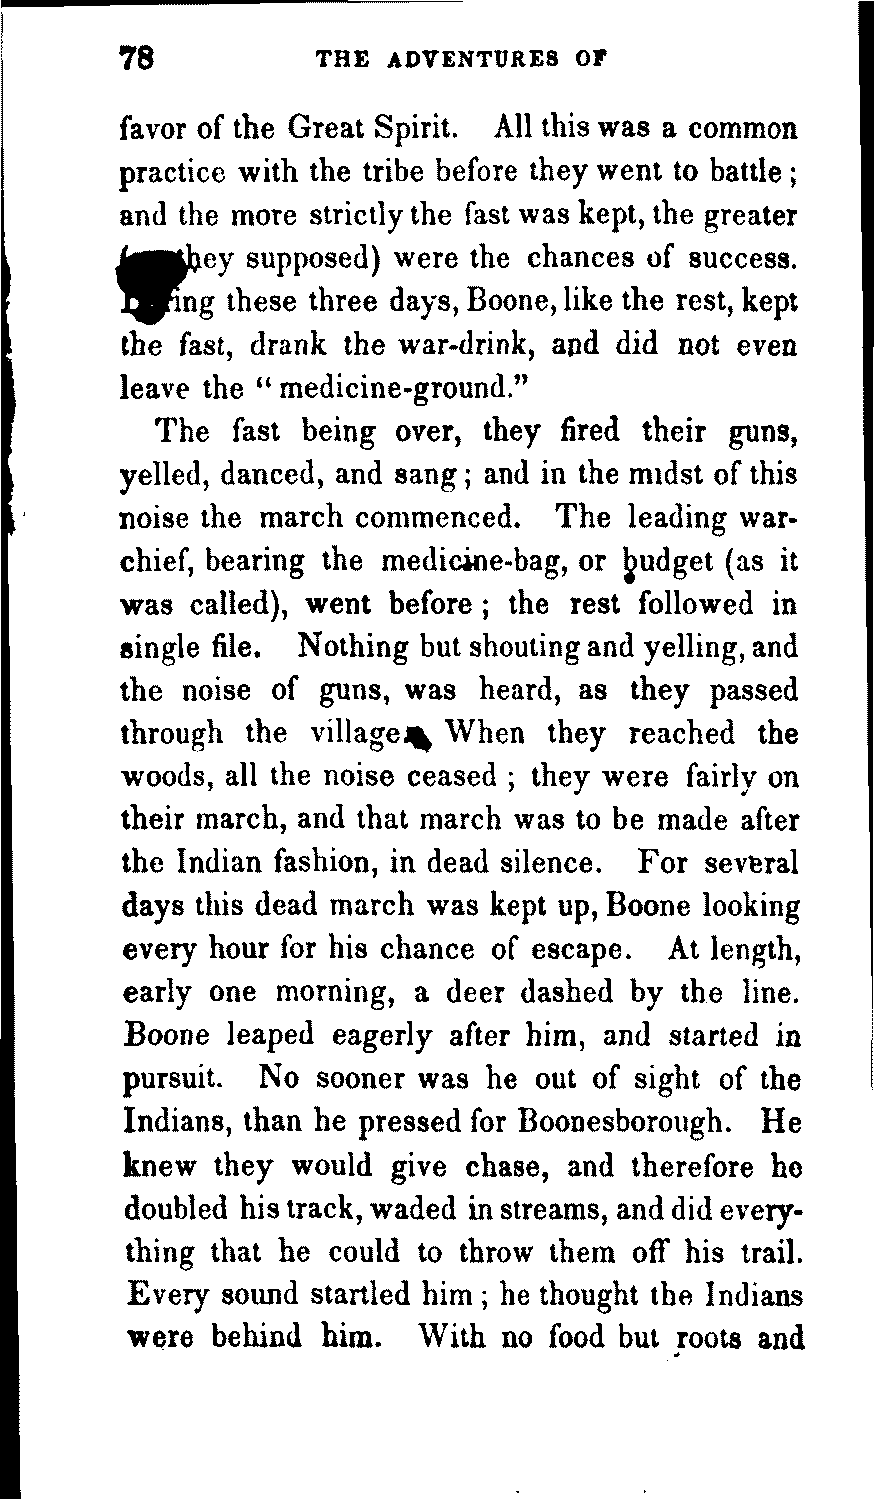 78 THE ADVENTURES OF
favor of the Great Spirit. All this was a common
practice with the tribe before they went to battle;
and the more strictly the fast was kept, the greater
they supposed) were the chances of success.
During these three days, Boone, like the rest, kept
the fast, drank the war-drink, and did not even
leave the "medicine-ground."
The fast being over, they fired their guns,
yelled, danced, and sang; and in the midst of this
noise the march commenced. The leading war-
chief, bearing the medicine-bag, or budget (as it
was called), went before; the rest followed in
single file. Nothing but shouting and yelling, and
the noise of guns, was heard, as they passed
through the village. When they reached the
woods, all the noise ceased; they were fairly on
their march, and that march was to be made after
the Indian fashion, in dead silence. For several
days this dead march was kept up, Boone looking
every hour for his chance of escape. At length,
early one morning, a deer dashed by the line.
Boone leaped eagerly after him, and started in
pursuit. No sooner was he out of sight of the
Indians, than he pressed for Boonesborough. He
knew they would give chase, and therefore he
doubled his track, waded in streams, and did every-
thing that he could to throw them off his trail.
Every sound startled him; he thought the Indians
were behind him. With no food but roots and